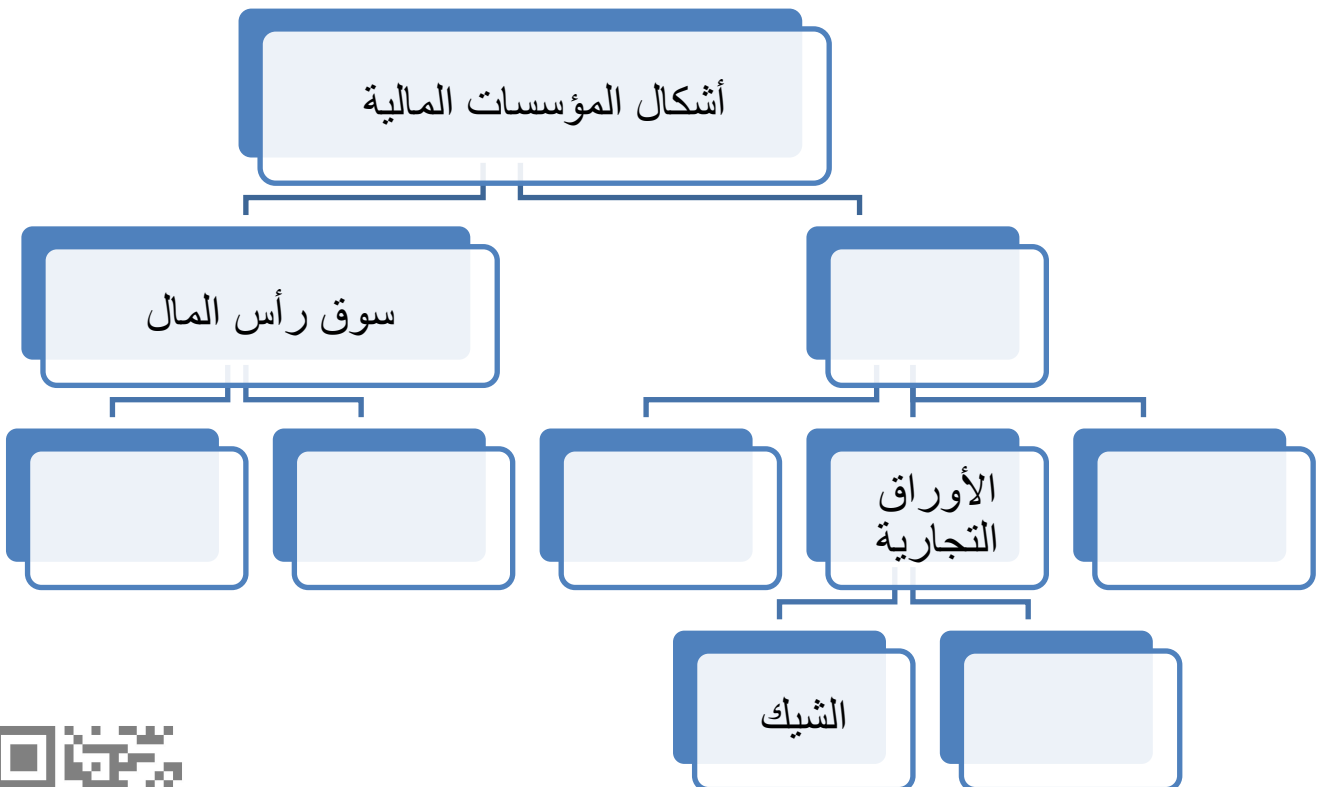 أشكال المؤسسات المالية
سوق رأس المال
الأوراق
التجارية
الشيك